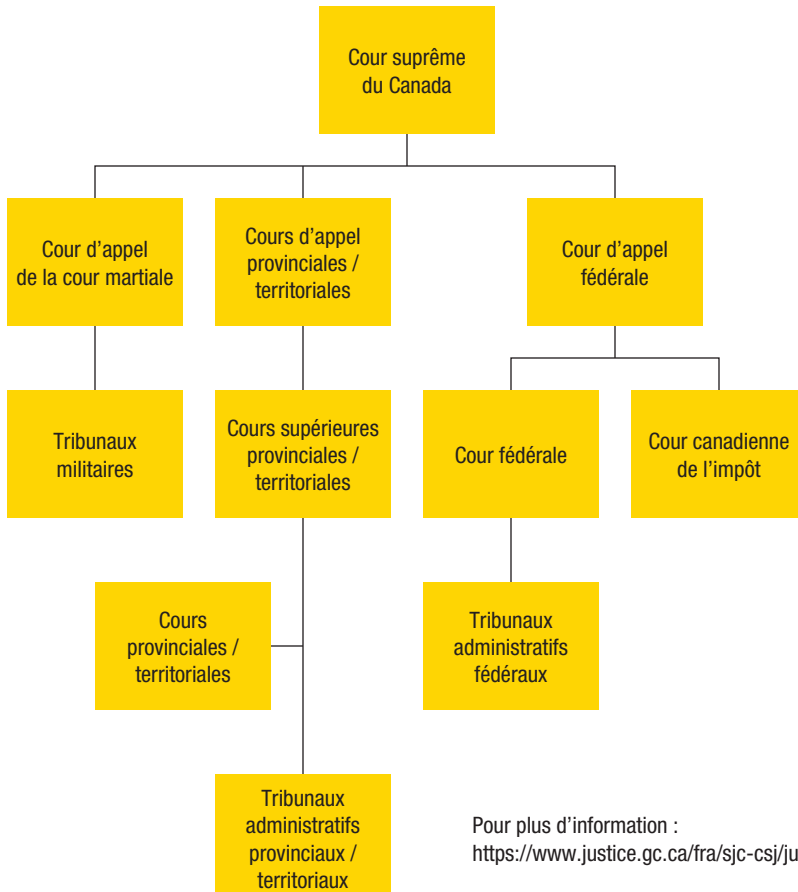 Cour suprême
du Canada
Cour d’appel
de la cour martiale
Cours d’appel
provinciales /
territoriales
Cour d’appel
fédérale
Tribunaux
militaires
Cours supérieures
provinciales /
territoriales
Cour fédérale
Cour canadienne
de l’impôt
Cours
provinciales /
territoriales
Tribunaux
administratifs
fédéraux
Tribunaux
administratifs
provinciaux /
territoriaux
Pour plus d’information :
https://www.justice.gc.ca/fra/sjc-csj/ju